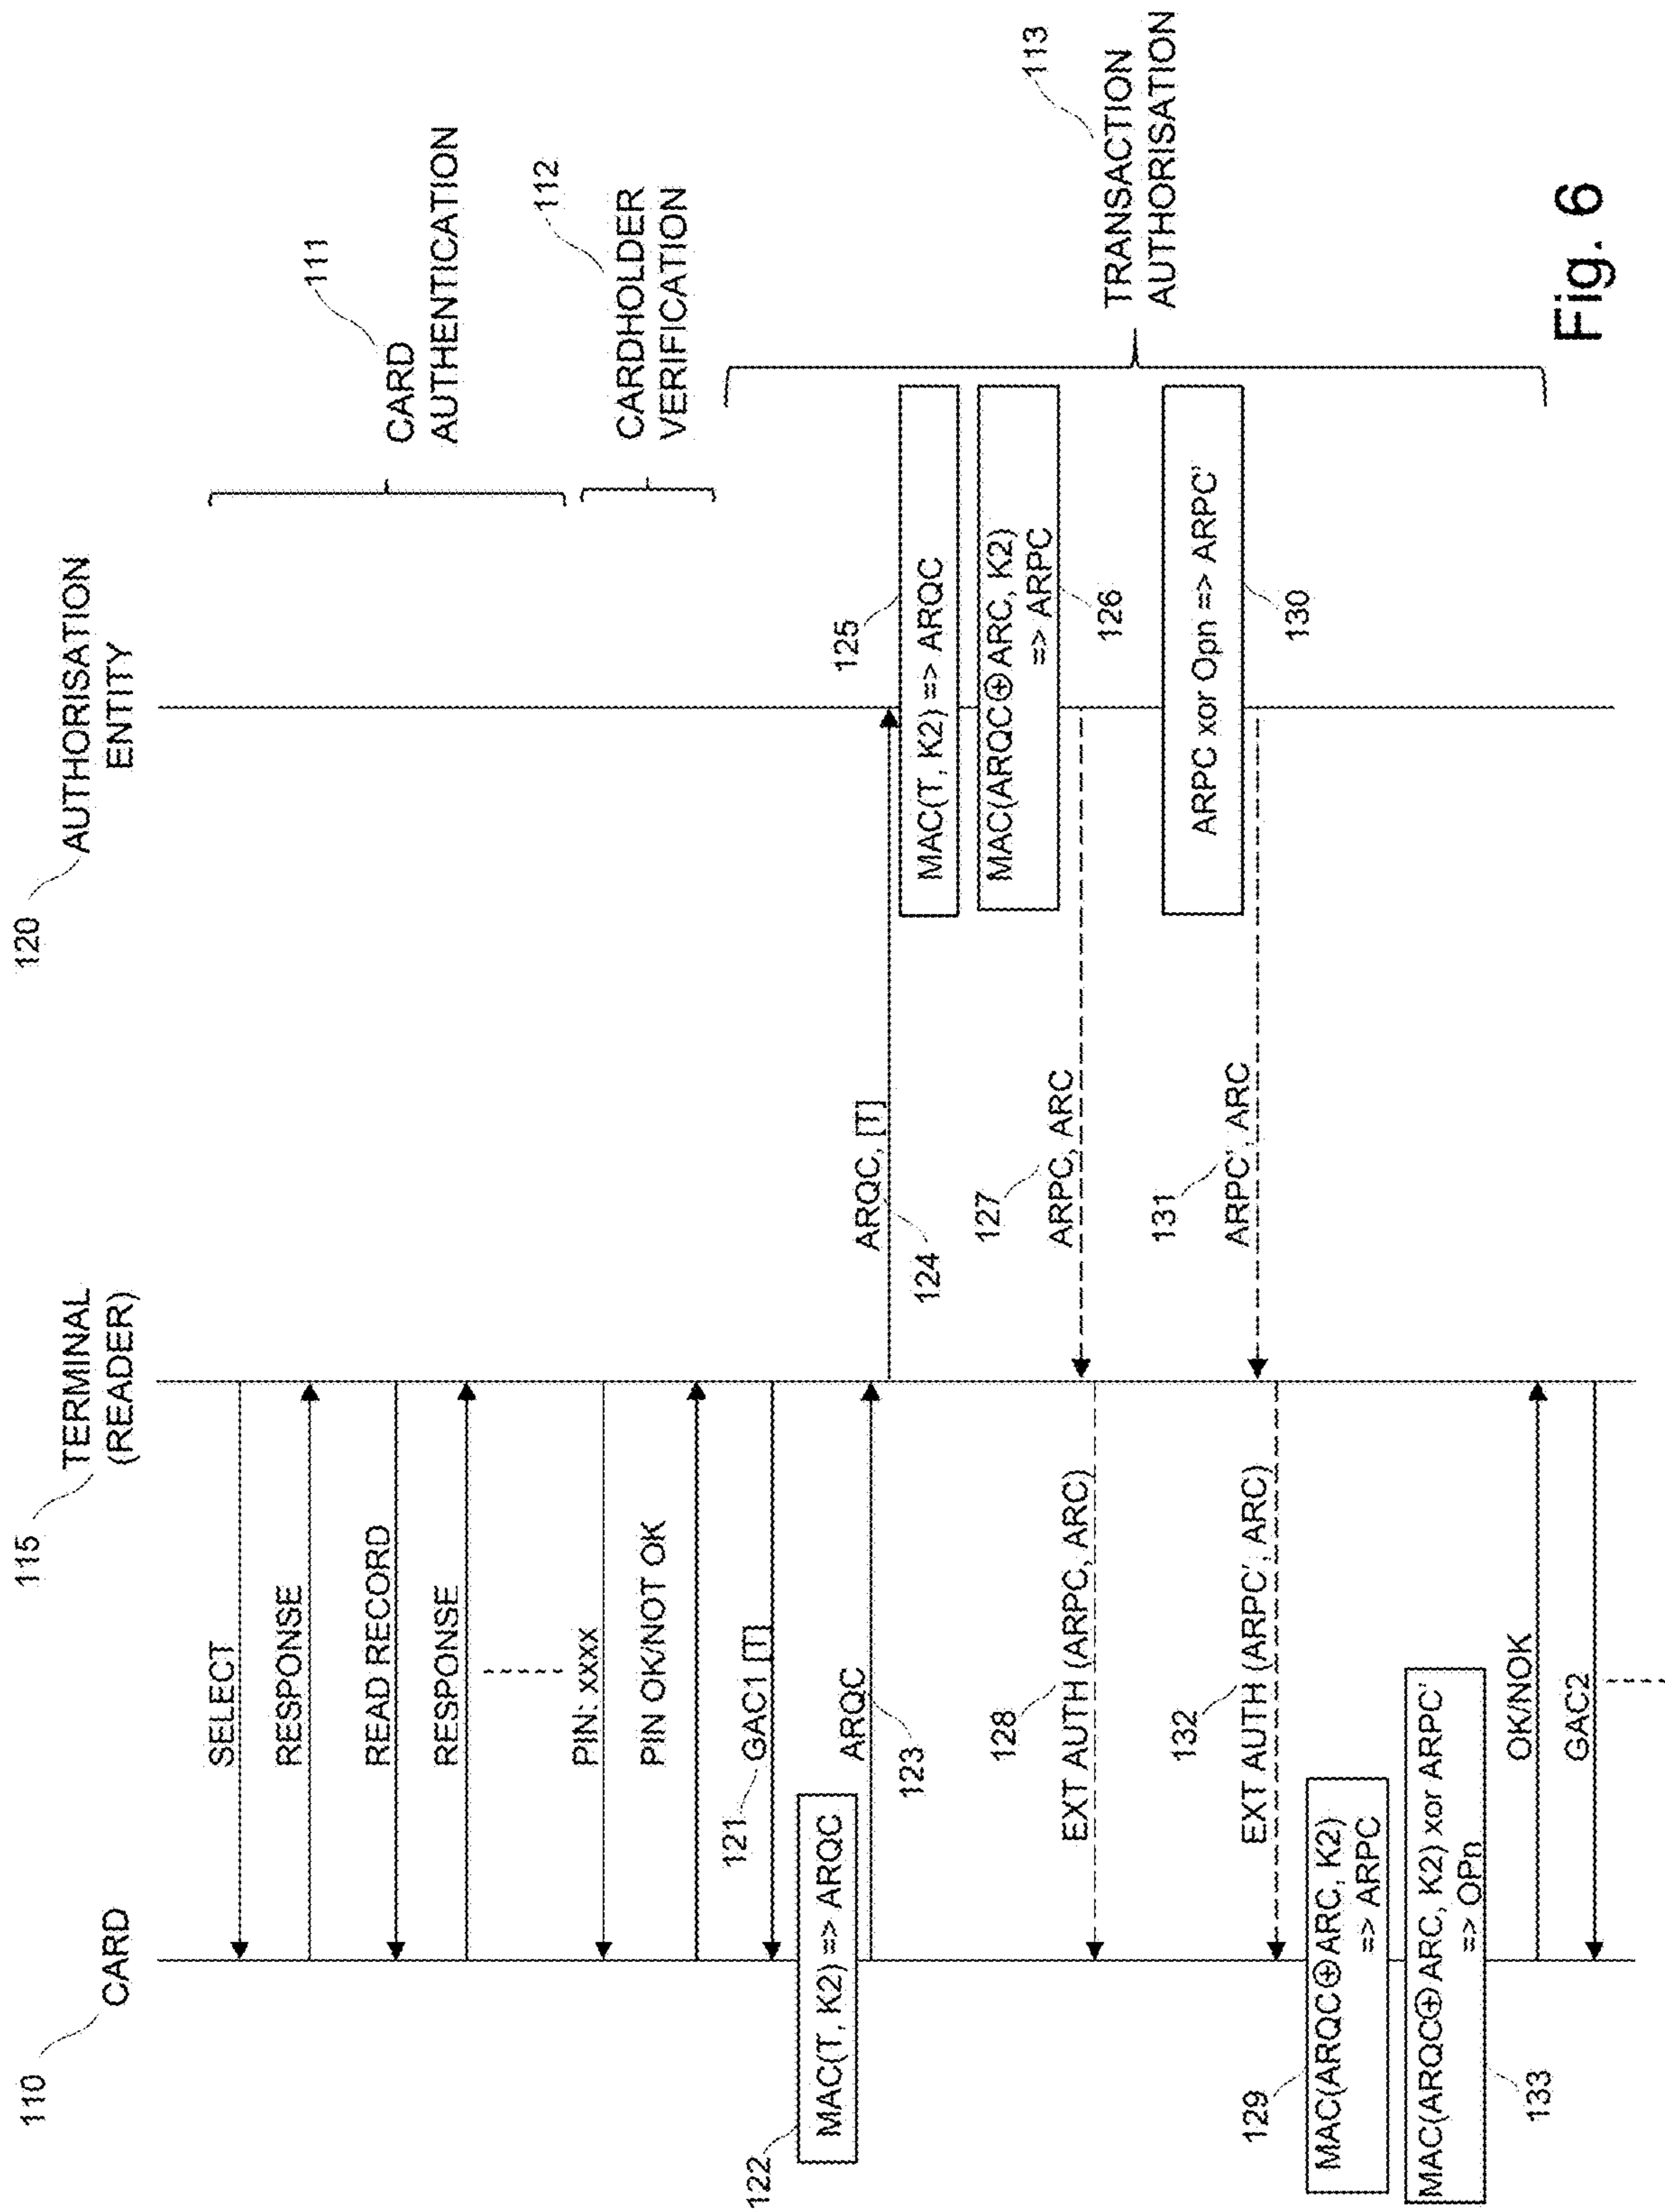 110
CARD
115
TERMINAL
(READER)
120
AUTHORISATION
ENTITY
SELECT
RESPONSE
READ RECORD
RESPONSE
111
CARD
AUTHENTICATION
PIN: xxxx
PIN OK/NOT OK
112
CARDHOLDER
VERIFICATION
121
GAC1 [T]
122
MAC(T, K2) => ARQC
ARQC
123
ARQC, [T]
124
125
MAC(T, K2) => ARQC
MAC(ARQC⊕ARC, K2)
=> ARPC
126
127
ARPC, ARC
128
EXT AUTH (ARPC, ARC)
113
TRANSACTION
AUTHORISATION
ARPC xor Opn => ARPC'
130
131
ARPC', ARC
132
EXT AUTH (ARPC', ARC)
129
MAC(ARQC⊕ARC, K2)
=> ARPC
MAC(ARQC⊕ARC, K2) xor ARPC'
=> OPn
133
OK/NOK
GAC2
Fig. 6